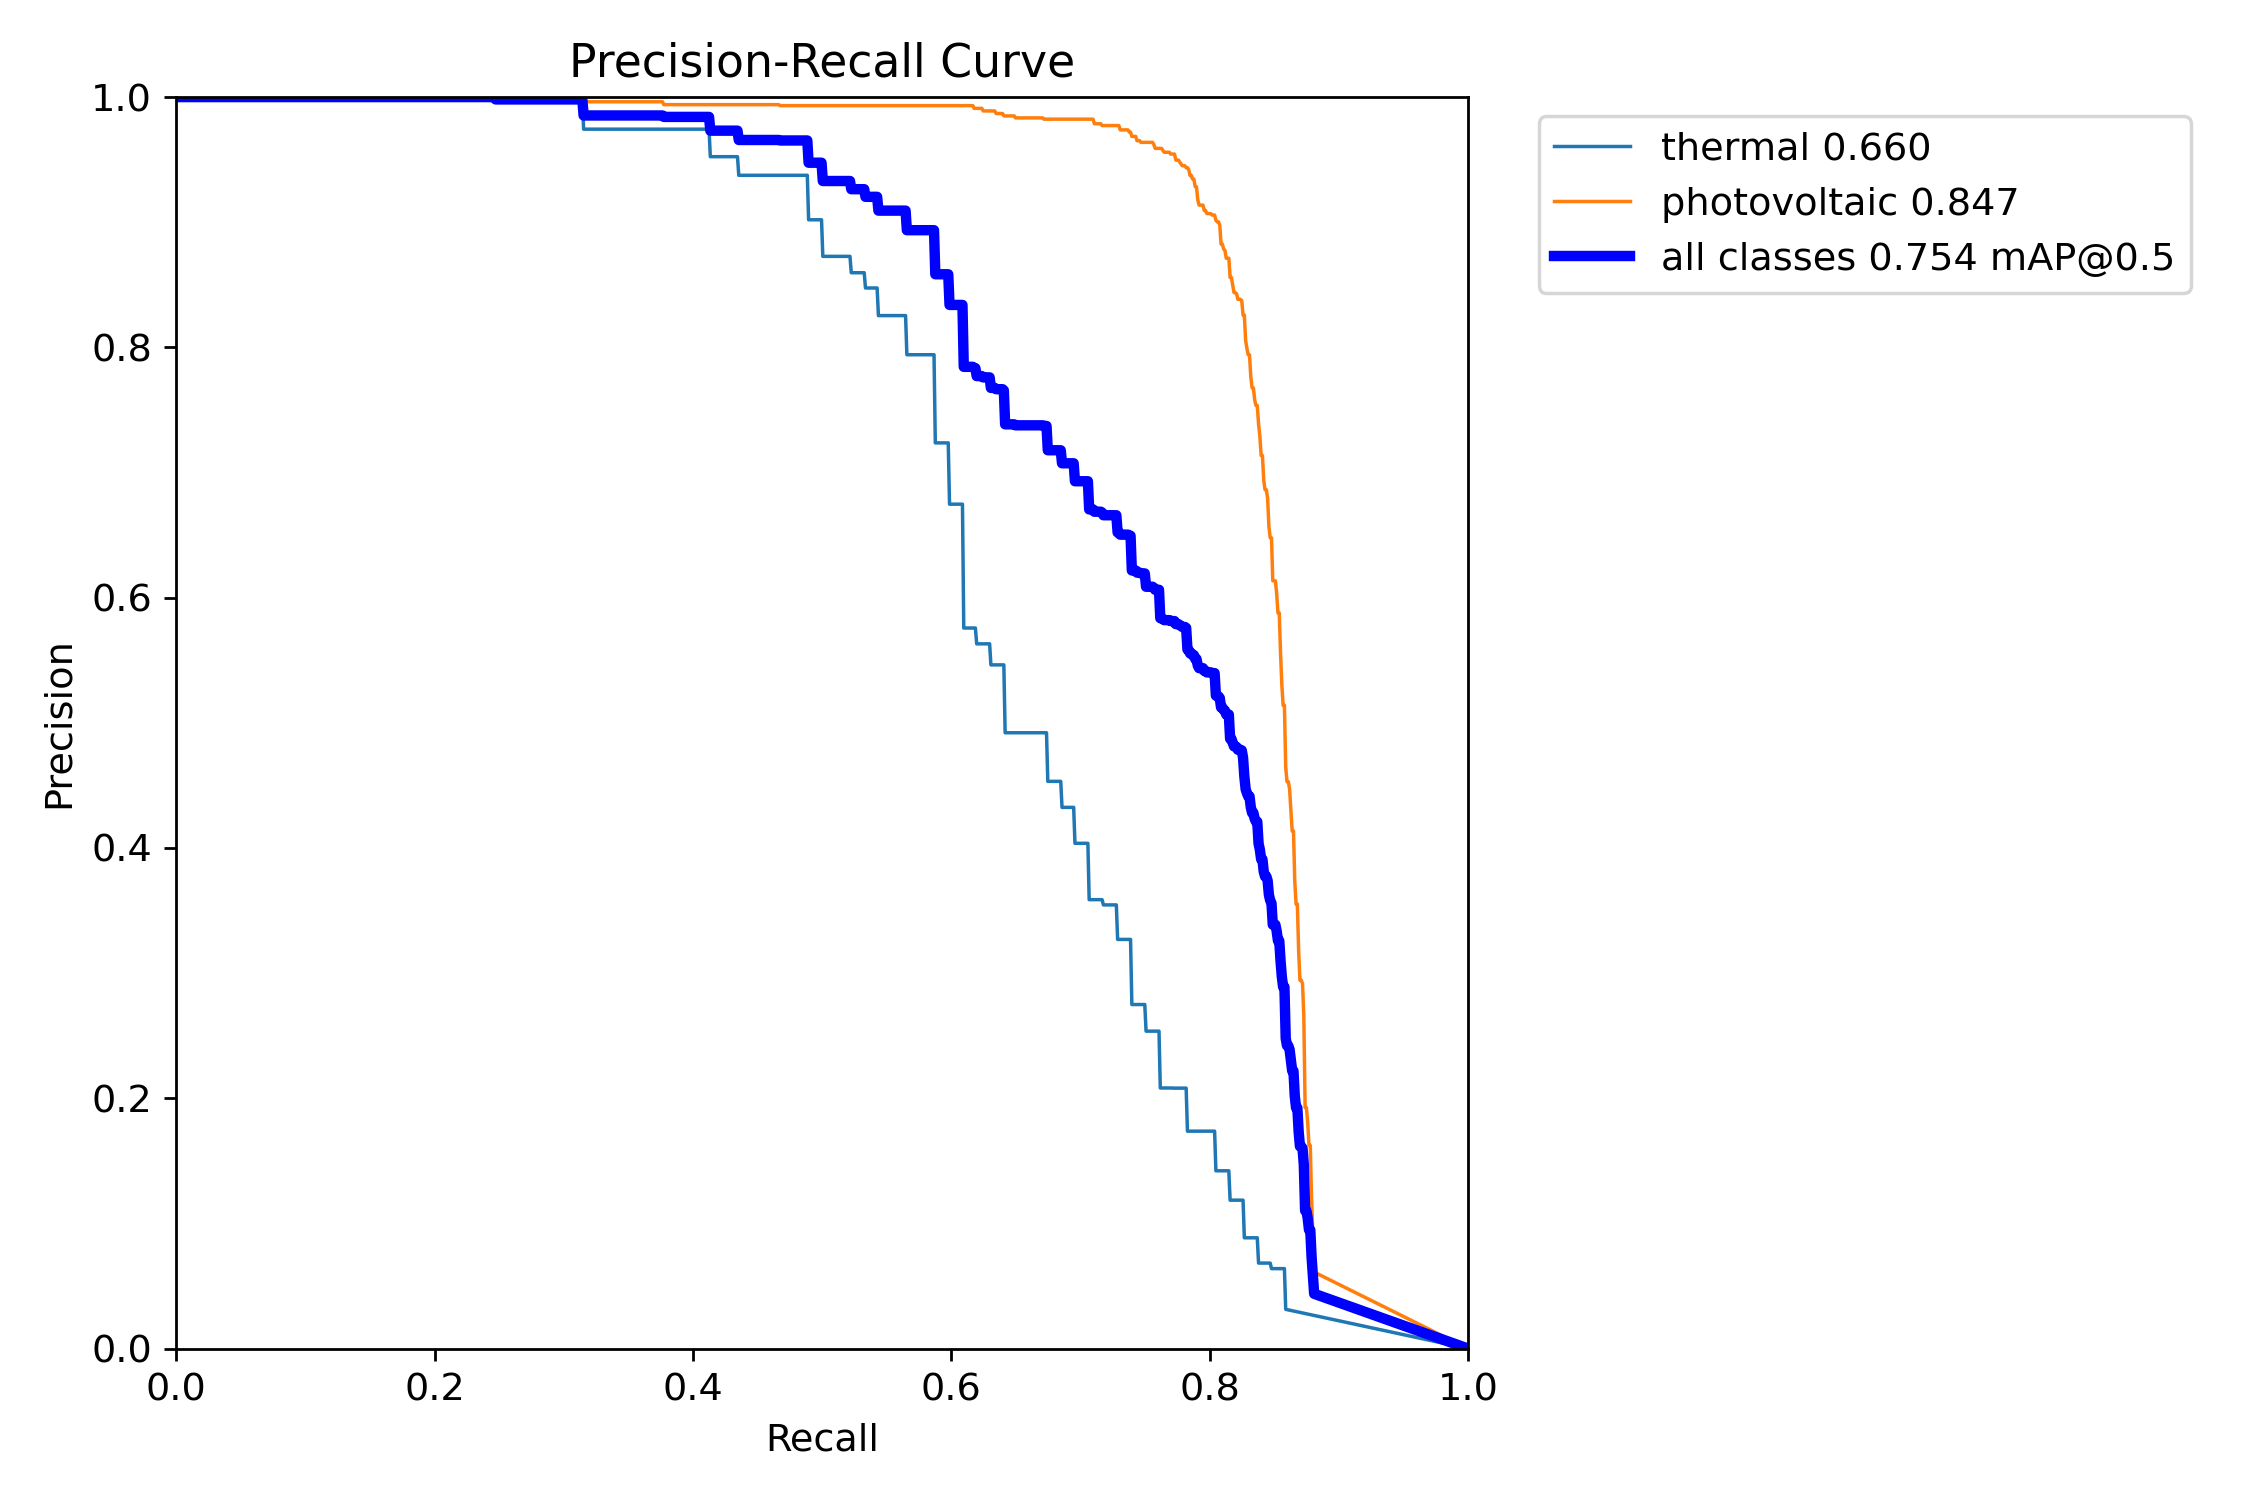 Precision-Recall Curve
1.0
0.8
0.6
0.4
0.2
0.0
Precision
0.0 0.2 0.4 0.6 0.8 1.0
Recall
thermal 0.660
photovoltaic 0.847
all classes 0.754 mAP@0.5